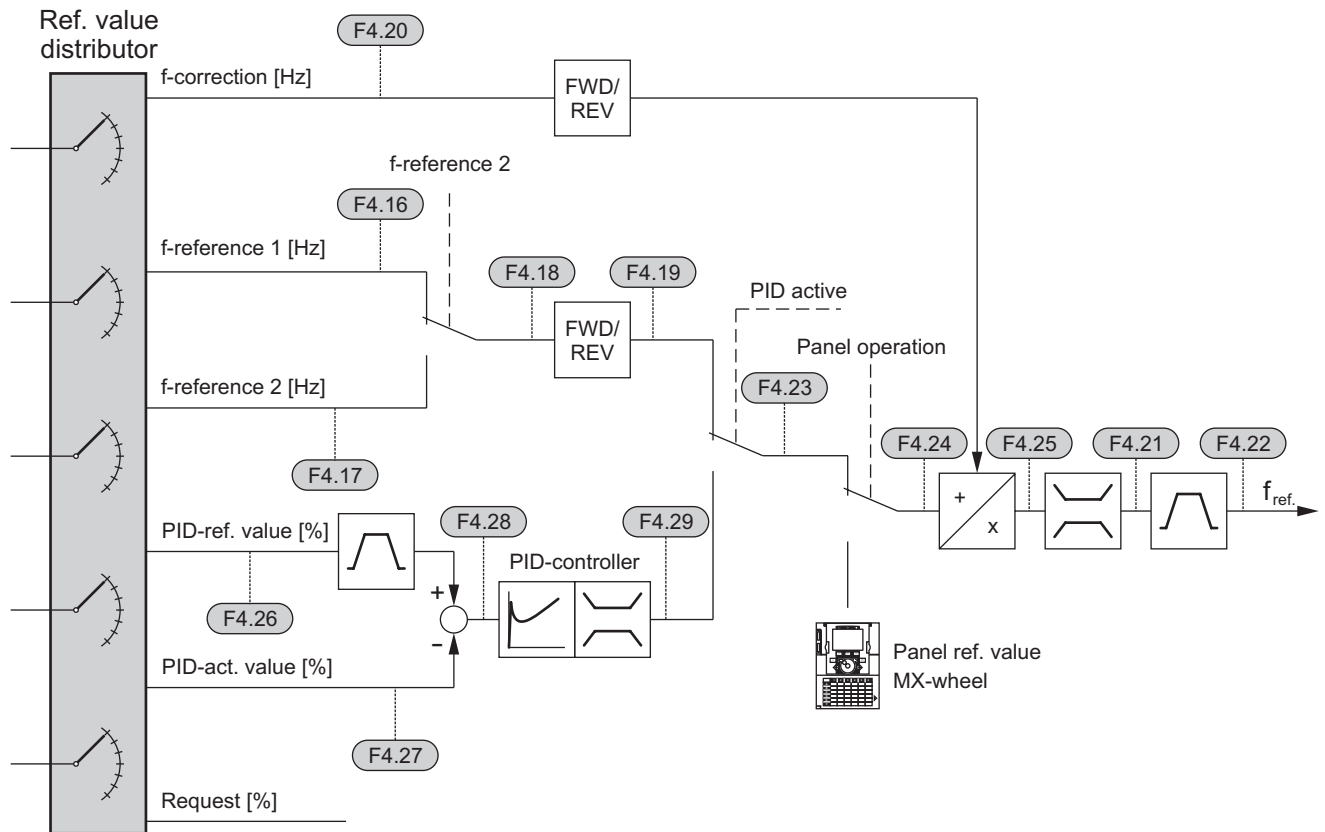 Ref. value
distributor
F4.20
f-correction [Hz]
FWD/
REV
f-reference 2
F4.16
f-reference 1 [Hz]
F4.18
F4.19
FWD/
REV
PID active
Panel operation
F4.23
f-reference 2 [Hz]
F4.17
F4.24
F4.25
F4.21
F4.22
+
x
fref.
PID-ref. value [%]
F4.28
F4.29
PID-controller
F4.26
+
–
PID-act. value [%]
F4.27
Panel ref. value
MX-wheel
Request [%]